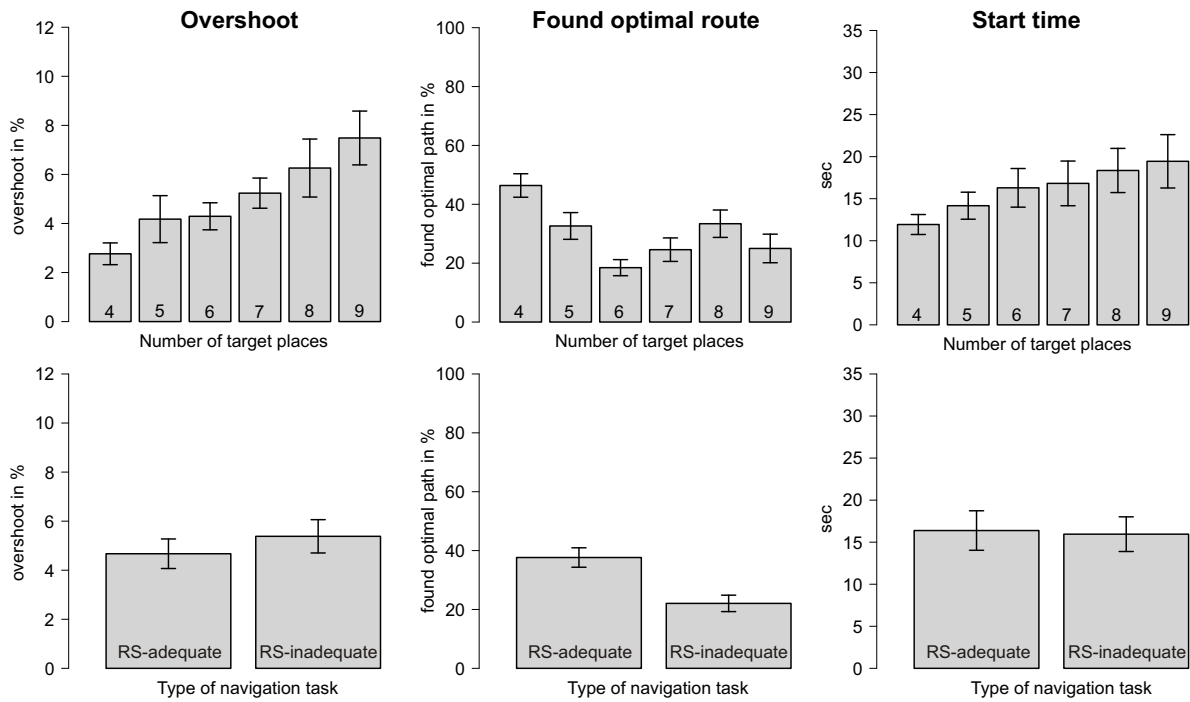 Overshoot
overshoot in %
12
10
8
6
4
2
0
4 5 6 7 8 9
Number of target places
Found optimal route
found optimal path in %
100
80
60
40
20
0
4 5 6 7 8 9
Number of target places
Start time
sec
35
30
25
20
15
10
5
0
4 5 6 7 8 9
Number of target places
overshoot in %
12
10
8
6
4
2
0
RS-adequate RS-inadequate
Type of navigation task
found optimal path in %
100
80
60
40
20
0
RS-adequate RS-inadequate
Type of navigation task
sec
35
30
25
20
15
10
5
0
RS-adequate RS-inadequate
Type of navigation task